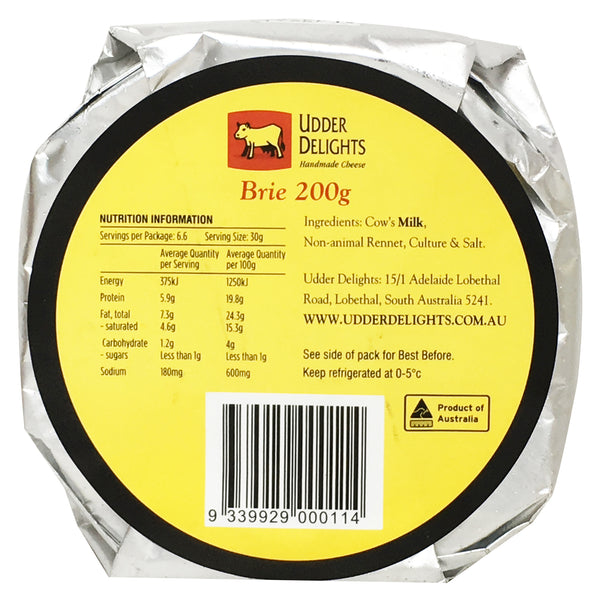 UDDER
DELIGHTS
Handmade Cheese
Brie 200g
NUTRITION INFORMATION
Servings per Package: 6.6 Serving Size: 30g
Average Quantity per Serving Average Quantity per 100g
Energy 375kJ 1250kJ
Protein 5.9g 19.8g
Fat, total 7.3g 24.3g
- saturated 4.6g 15.3g
Carbohydrate 1.2g 4g
- sugars Less than 1g Less than 1g
Sodium 180mg 600mg
Ingredients: Cow's Milk,
Non-animal Rennet, Culture & Salt.
Udder Delights: 15/1 Adelaide Lobethal
Road, Lobethal, South Australia 5241.
WWW.UDDERDELIGHTS.COM.AU
See side of pack for Best Before.
Keep refrigerated at 0-5°c
Product of
Australia
9 339929 000114